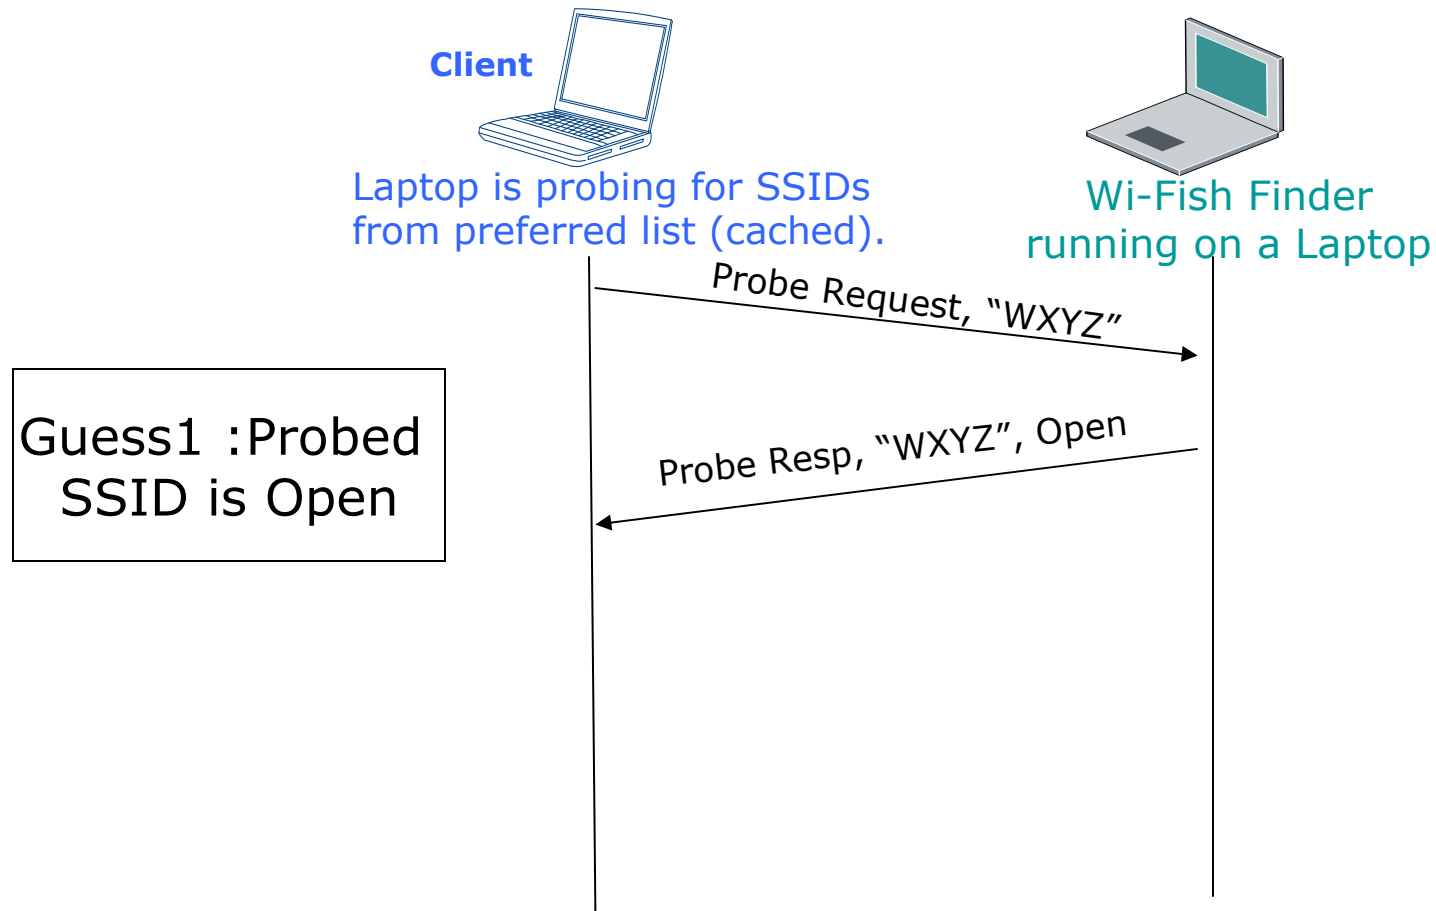 Client
Laptop is probing for SSIDs
from preferred list (cached).
Wi-Fish Finder
running on a Laptop
Probe Request, “WXYZ”
Guess1 :Probed
SSID is Open
Probe Resp, “WXYZ”, Open